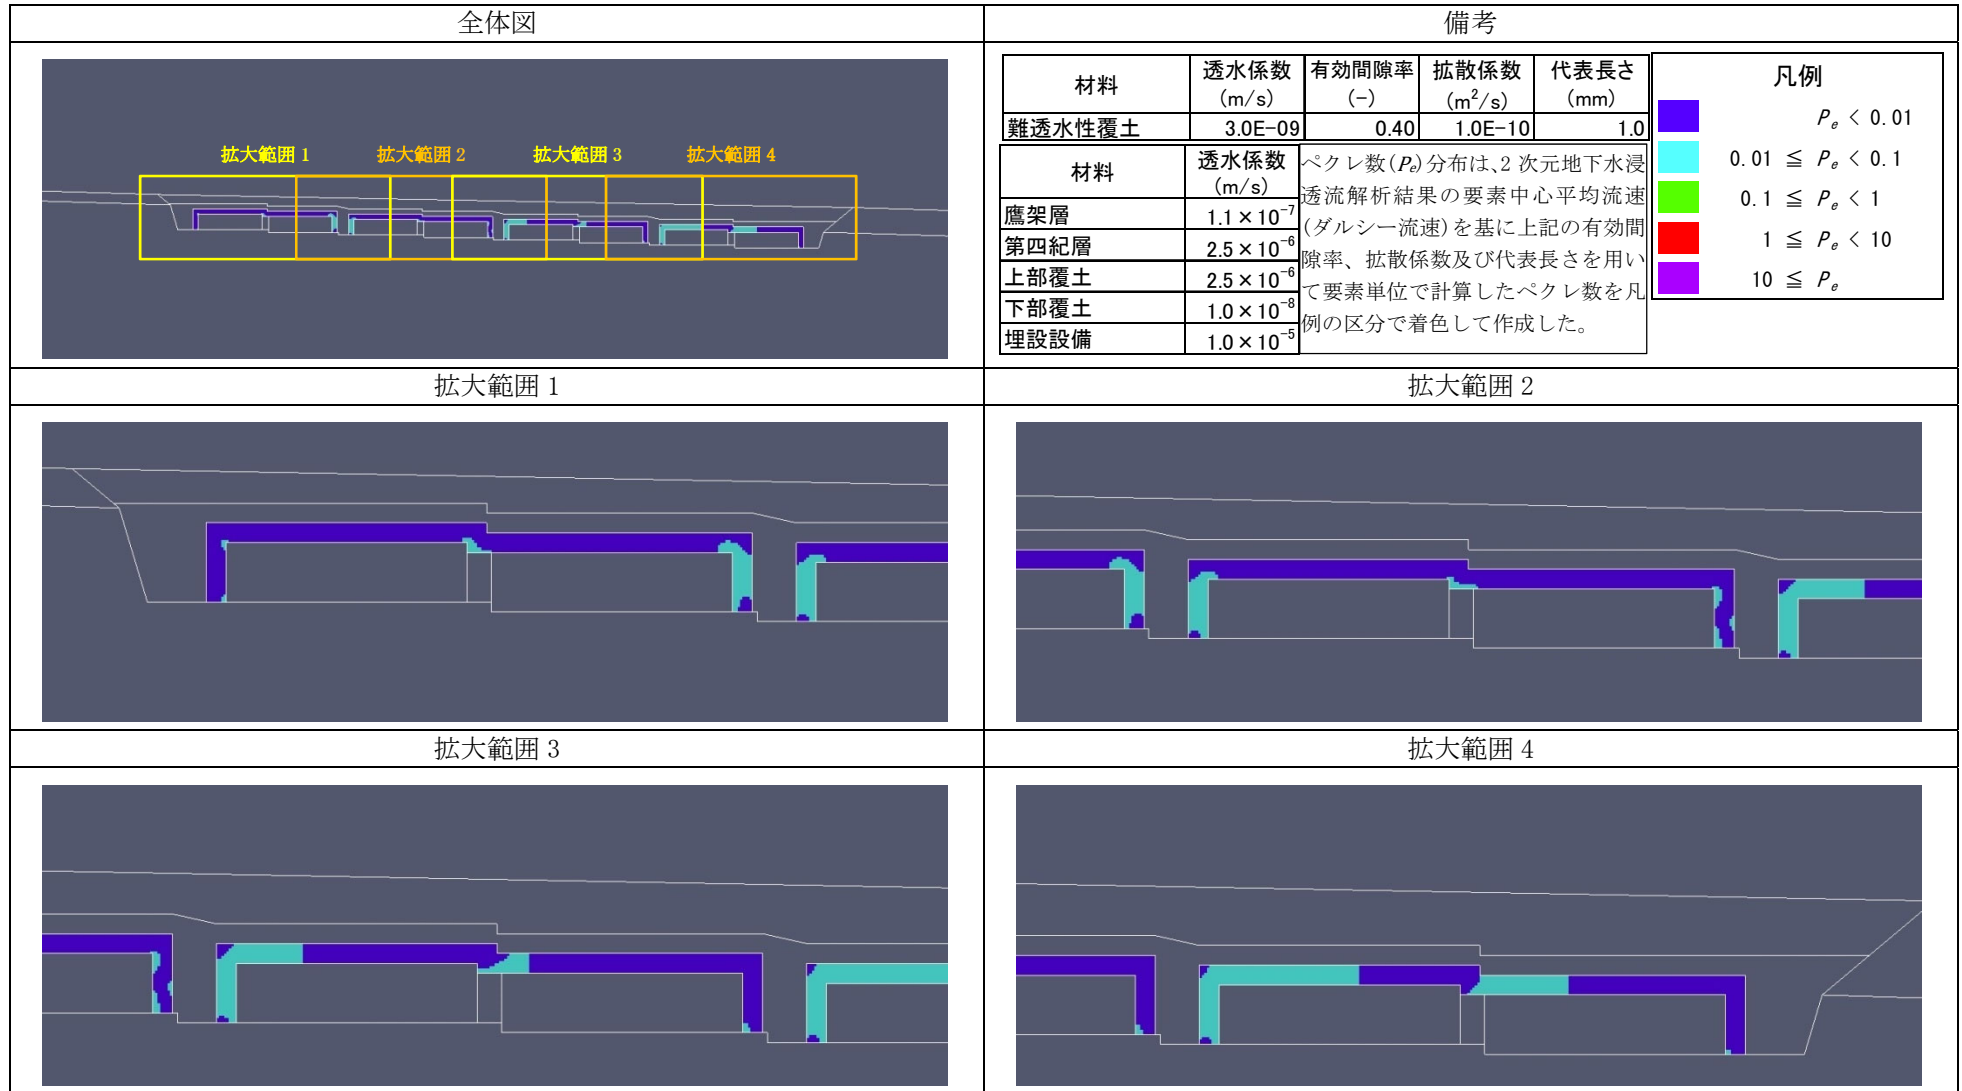 全体図
備考
拡大範囲 1
拡大範囲 2
拡大範囲 3
拡大範囲 4
材料
透水係数
(m/s)
有効間隙率
(-)
拡散係数
(m²/s)
代表長さ
(mm)
難透水性覆土
3.0E-09
0.40
1.0E-10
1.0
材料
透水係数
(m/s)
鷹架層
1.1×10⁻⁷
第四紀層
2.5×10⁻⁶
上部覆土
2.5×10⁻⁶
下部覆土
1.0×10⁻⁸
埋設設備
1.0×10⁻⁵
ペクレ数(Pe)分布は、2 次元地下水浸
透流解析結果の要素中心平均流速
(ダルシー流速)を基に上記の有効間
隙率、拡散係数及び代表長さを用い
て要素単位で計算したペクレ数を凡
例の区分で着色して作成した。
凡例
Pe < 0.01
0.01 ≦ Pe < 0.1
0.1 ≦ Pe < 1
1 ≦ Pe < 10
10 ≦ Pe
拡大範囲 1
拡大範囲 2
拡大範囲 3
拡大範囲 4